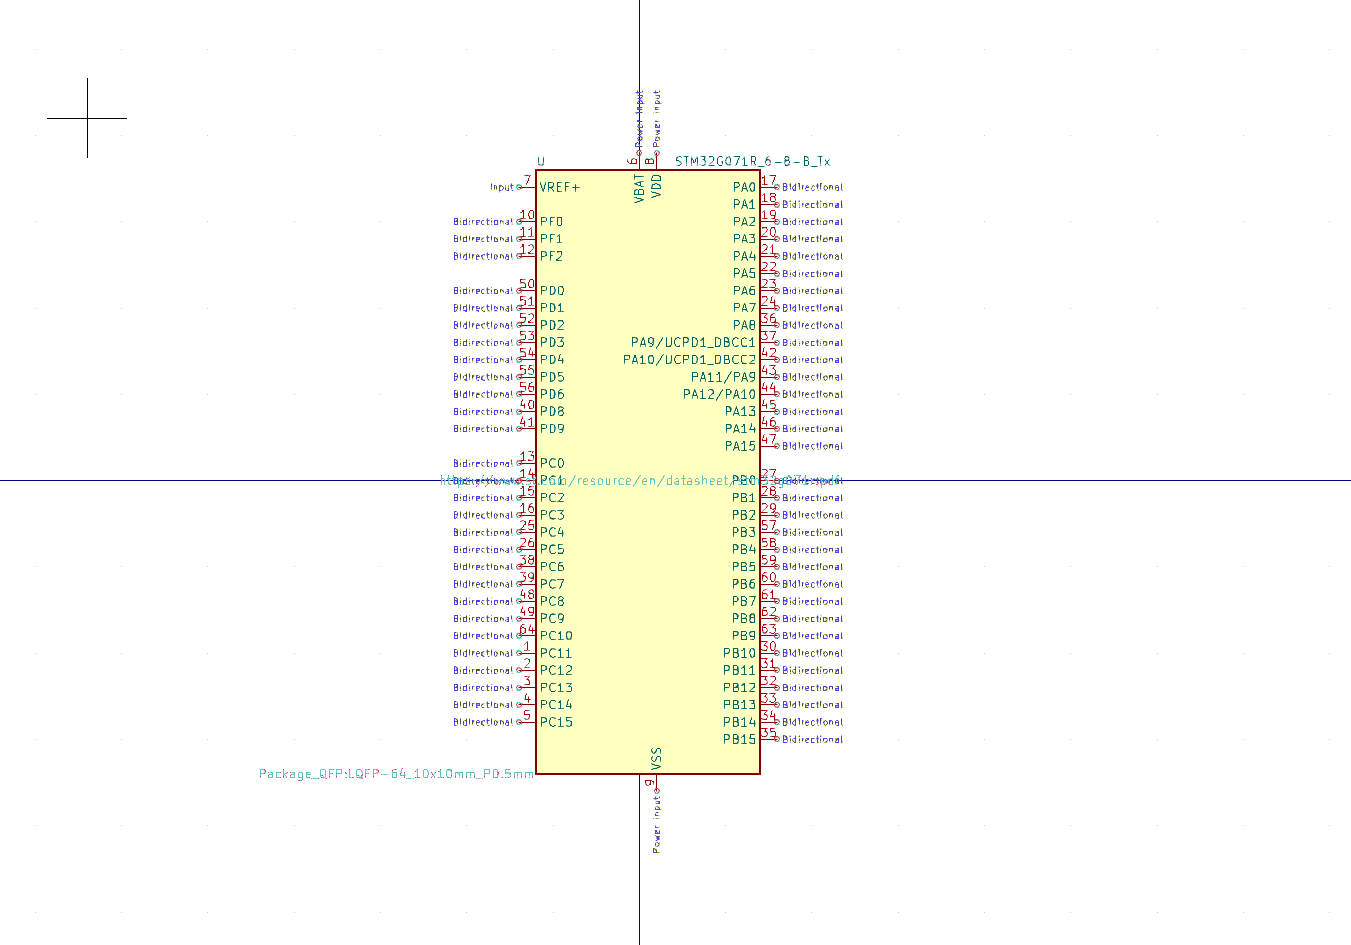 Power input
Power input
U
6
8
STM32G071R_6-8-B_Tx
VBAT
VDD
Input 7 VREF+
PA0 17 Bidirectional
PA1 18 Bidirectional
Bidirectional 10 PF0
PA2 19 Bidirectional
Bidirectional 11 PF1
PA3 20 Bidirectional
Bidirectional 12 PF2
PA4 21 Bidirectional
PA5 22 Bidirectional
Bidirectional 50 PD0
PA6 23 Bidirectional
Bidirectional 51 PD1
PA7 24 Bidirectional
Bidirectional 52 PD2
PA8 36 Bidirectional
Bidirectional 53 PD3
PA9/UCPD1_DBCC1 37 Bidirectional
Bidirectional 54 PD4
PA10/UCPD1_DBCC2 42 Bidirectional
Bidirectional 55 PD5
PA11/PA9 43 Bidirectional
Bidirectional 56 PD6
PA12/PA10 44 Bidirectional
Bidirectional 40 PD8
PA13 45 Bidirectional
Bidirectional 41 PD9
PA14 46 Bidirectional
PA15 47 Bidirectional
Bidirectional 13 PC0
Bidirectional 14 PC1
PB0 27 Bidirectional
Bidirectional 15 PC2
PB1 28 Bidirectional
Bidirectional 16 PC3
PB2 29 Bidirectional
Bidirectional 25 PC4
PB3 57 Bidirectional
Bidirectional 26 PC5
PB4 58 Bidirectional
Bidirectional 38 PC6
PB5 59 Bidirectional
Bidirectional 39 PC7
PB6 60 Bidirectional
Bidirectional 48 PC8
PB7 61 Bidirectional
Bidirectional 49 PC9
PB8 62 Bidirectional
Bidirectional 64 PC10
PB9 63 Bidirectional
Bidirectional 1 PC11
PB10 30 Bidirectional
Bidirectional 2 PC12
PB11 31 Bidirectional
Bidirectional 3 PC13
PB12 32 Bidirectional
Bidirectional 4 PC14
PB13 33 Bidirectional
Bidirectional 5 PC15
PB14 34 Bidirectional
PB15 35 Bidirectional
VSS
Package_QFP:LQFP-64_10x10mm_P0.5mm
9
Power input